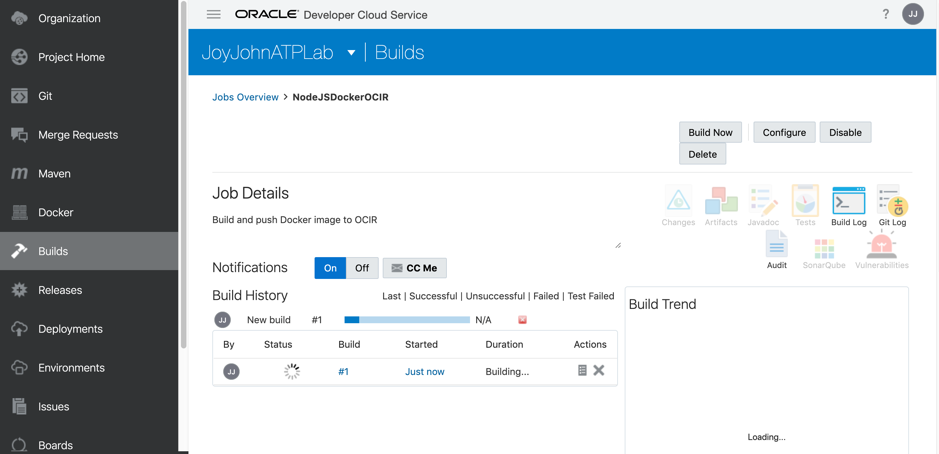 Organization
Project Home
Git
Merge Requests
Maven
Docker
Builds
Releases
Deployments
Environments
Issues
Boards
ORACLE® Developer Cloud Service
? JJ
JoyJohnATPLab | Builds
Jobs Overview > NodeJSDockerOCIR
Build Now Configure Disable
Delete
Job Details
Build and push Docker image to OCIR
Changes Artifacts Javadoc Tests Build Log Git Log
Audit SonarQube Vulnerabilities
Notifications On Off CC Me
Build History Last | Successful | Unsuccessful | Failed | Test Failed
JJ New build #1 N/A
By Status Build Started Duration Actions
JJ #1 Just now Building...
Build Trend
Loading...